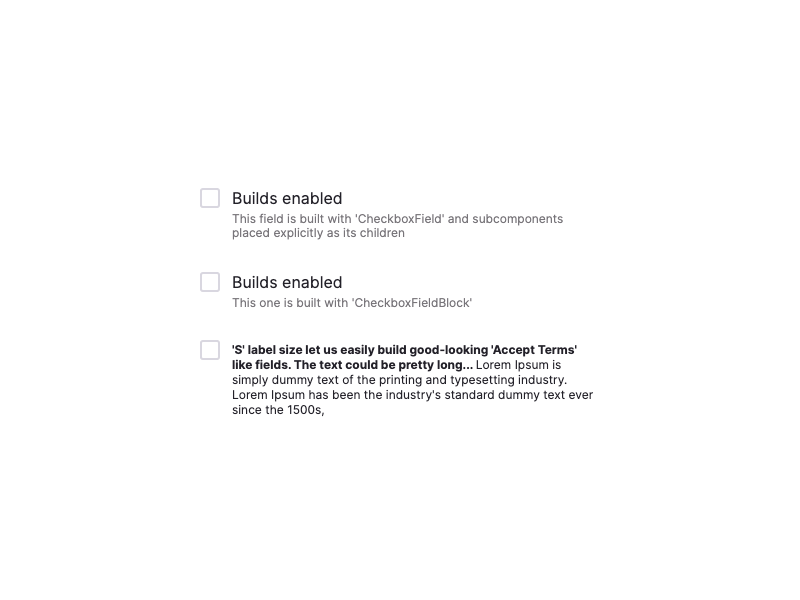 Builds enabled
This field is built with 'CheckboxField' and subcomponents
placed explicitly as its children
Builds enabled
This one is built with 'CheckboxFieldBlock'
'S' label size let us easily build good-looking 'Accept Terms'
like fields. The text could be pretty long... Lorem Ipsum is
simply dummy text of the printing and typesetting industry.
Lorem Ipsum has been the industry's standard dummy text ever
since the 1500s,